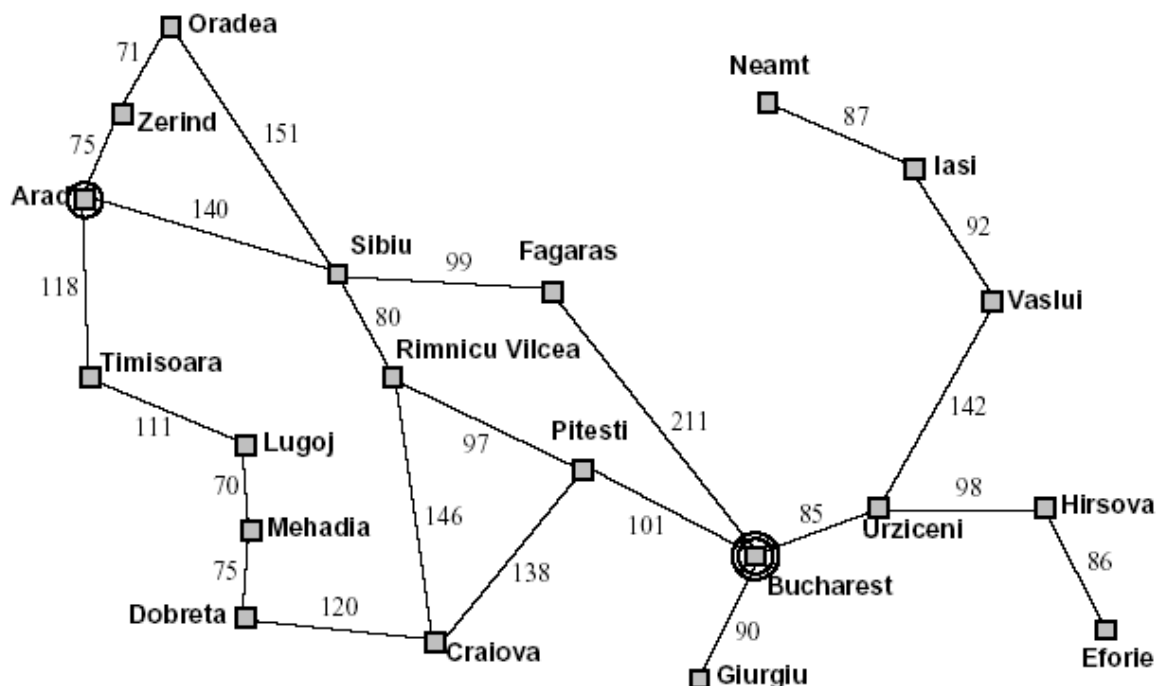 Oradea
71
Neamt
87
Zerind
151
75
Iasi
Arad
140
92
Sibiu
Fagaras
99
118
Vaslui
80
Rimnicu Vilcea
Timisoara
142
111
Lugoj
97
Pitesti
211
70
98
Hirsova
Mehadia
146
101
85
Urziceni
75
138
86
Bucharest
Dobreta
120
90
Craiova
Giurgiu
Eforie